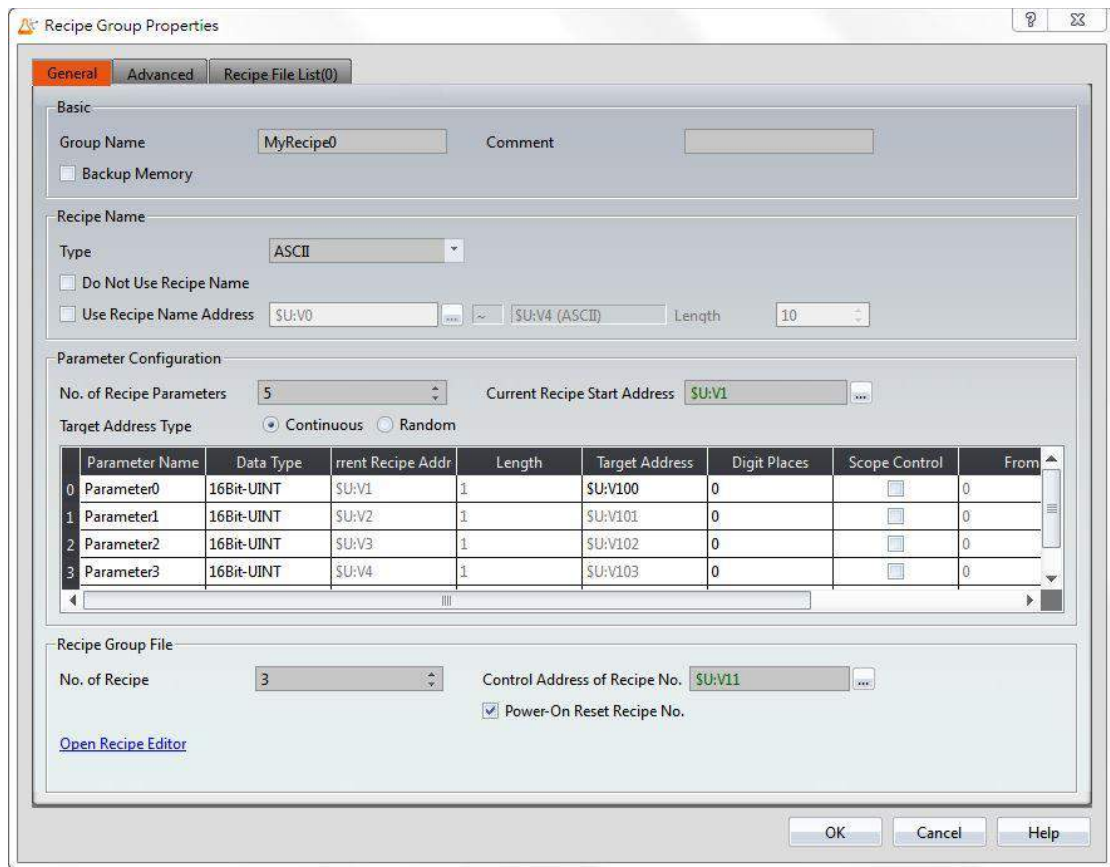 Recipe Group Properties
General Advanced Recipe File List(0)
Basic
Group Name MyRecipe0 Comment
Backup Memory
Recipe Name
Type ASCII
Do Not Use Recipe Name
Use Recipe Name Address $U:V0 ... ~ $U:V4 (ASCII) Length 10
Parameter Configuration
No. of Recipe Parameters 5 Current Recipe Start Address $U:V1 ...
Target Address Type Continuous Random
Parameter Name Data Type rrent Recipe Addr Length Target Address Digit Places Scope Control From
0 Parameter0 16Bit-UINT $U:V1 1 $U:V100 0 0
1 Parameter1 16Bit-UINT $U:V2 1 $U:V101 0 0
2 Parameter2 16Bit-UINT $U:V3 1 $U:V102 0 0
3 Parameter3 16Bit-UINT $U:V4 1 $U:V103 0 0
Recipe Group File
No. of Recipe 3 Control Address of Recipe No. $U:V11 ...
Power-On Reset Recipe No.
Open Recipe Editor
OK Cancel Help